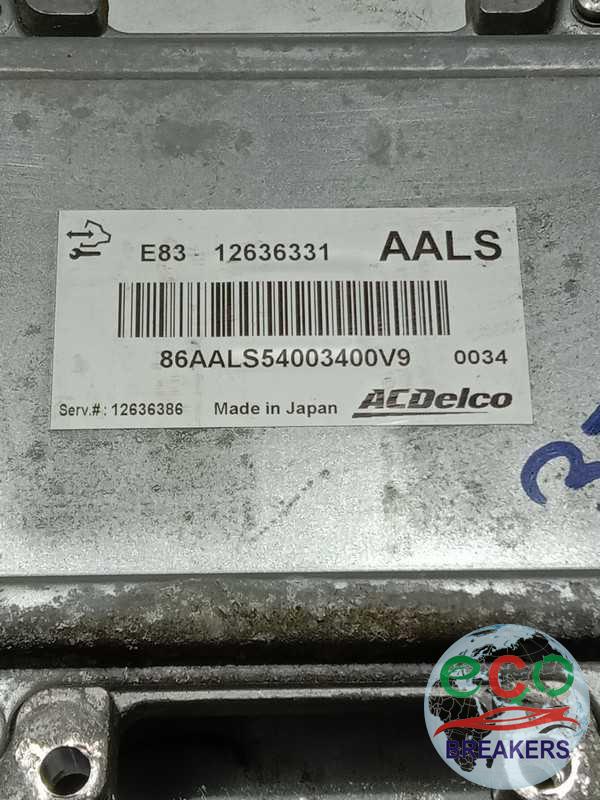 E83 - 12636331 AALS
86AALS54003400V9 0034
Serv.#: 12636386 Made in Japan ACDelco
eco
BREAKERS